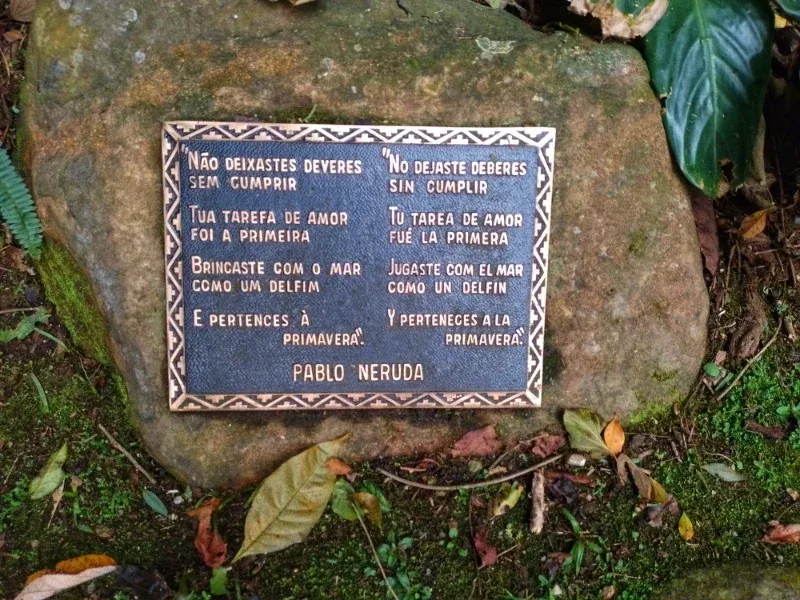 "NÃO DEIXASTES DEVERES
SEM CUMPRIR
TUA TAREFA DE AMOR
FOI A PRIMEIRA
BRINCASTE COM O MAR
COMO UM DELFIM
E PERTENCES À
PRIMAVERA".
"NO DEJASTE DEBERES
SIN CUMPLIR
TU TAREA DE AMOR
FUÉ LA PRIMERA
JUGASTE COM EL MAR
COMO UN DELFIN
Y PERTENECES A LA
PRIMAVERA".
PABLO NERUDA